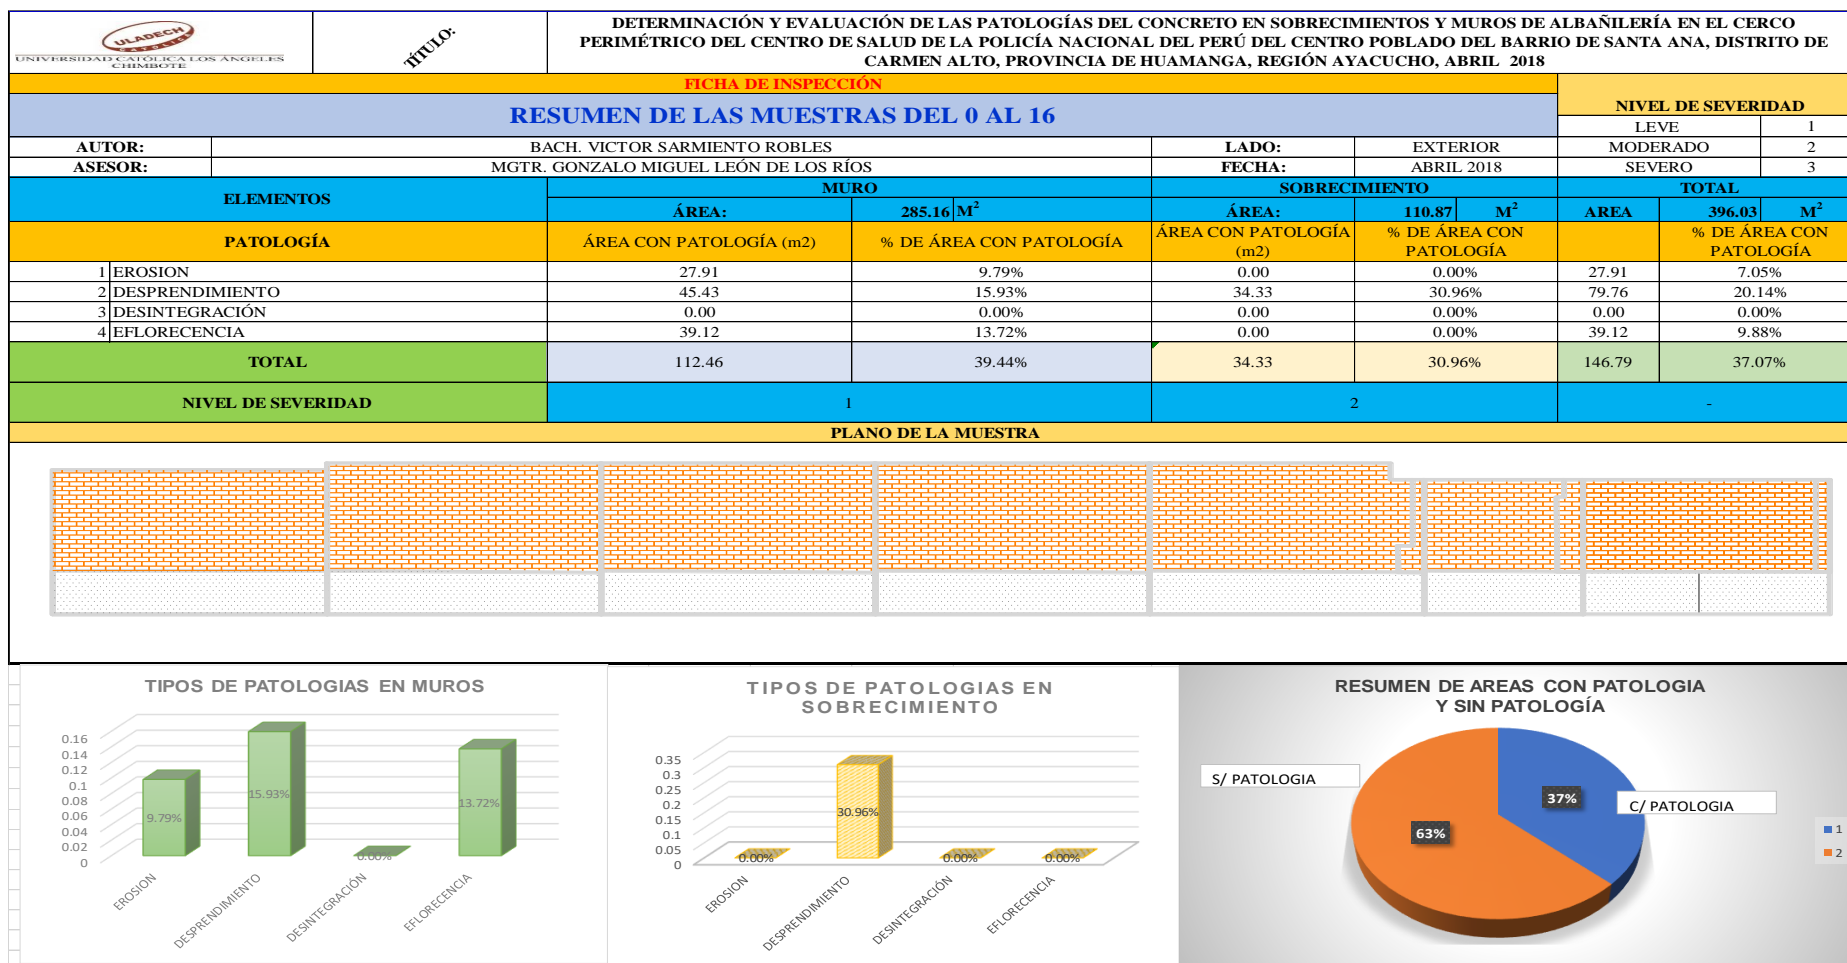 ULADECH
CATOLICA
UNIVERSIDAD CATÓLICA LOS ÁNGELES
CHIMBOTE
TÍTULO:
DETERMINACIÓN Y EVALUACIÓN DE LAS PATOLOGÍAS DEL CONCRETO EN SOBRECIMIENTOS Y MUROS DE ALBAÑILERÍA EN EL CERCO
PERIMÉTRICO DEL CENTRO DE SALUD DE LA POLICÍA NACIONAL DEL PERÚ DEL CENTRO POBLADO DEL BARRIO DE SANTA ANA, DISTRITO DE
CARMEN ALTO, PROVINCIA DE HUAMANGA, REGIÓN AYACUCHO, ABRIL 2018
FICHA DE INSPECCIÓN
RESUMEN DE LAS MUESTRAS DEL 0 AL 16
NIVEL DE SEVERIDAD
LEVE 1
AUTOR: BACH. VICTOR SARMIENTO ROBLES LADO: EXTERIOR MODERADO 2
ASESOR: MGTR. GONZALO MIGUEL LEÓN DE LOS RÍOS FECHA: ABRIL 2018 SEVERO 3
ELEMENTOS MURO SOBRECIMIENTO TOTAL
ÁREA: 285.16 M² ÁREA: 110.87 M² AREA 396.03 M²
PATOLOGÍA ÁREA CON PATOLOGÍA (m2) % DE ÁREA CON PATOLOGÍA ÁREA CON PATOLOGÍA (m2) % DE ÁREA CON PATOLOGÍA % DE ÁREA CON PATOLOGÍA
1 EROSION 27.91 9.79% 0.00 0.00% 27.91 7.05%
2 DESPRENDIMIENTO 45.43 15.93% 34.33 30.96% 79.76 20.14%
3 DESINTEGRACIÓN 0.00 0.00% 0.00 0.00% 0.00 0.00%
4 EFLORECENCIA 39.12 13.72% 0.00 0.00% 39.12 9.88%
TOTAL 112.46 39.44% 34.33 30.96% 146.79 37.07%
NIVEL DE SEVERIDAD 1 2 -
PLANO DE LA MUESTRA
TIPOS DE PATOLOGIAS EN MUROS
0.16
0.14
0.12
0.1
0.08
0.06
0.04
0.02
0
9.79%
15.93%
0.00%
13.72%
EROSION
DESPRENDIMIENTO
DESINTEGRACIÓN
EFLORECENCIA
TIPOS DE PATOLOGIAS EN
SOBRECIMIENTO
0.35
0.3
0.25
0.2
0.15
0.1
0.05
0
0.00%
30.96%
0.00%
0.00%
EROSION
DESPRENDIMIENTO
DESINTEGRACIÓN
EFLORECENCIA
RESUMEN DE AREAS CON PATOLOGIA
Y SIN PATOLOGÍA
S/ PATOLOGIA
37%
C/ PATOLOGIA
63%
1
2